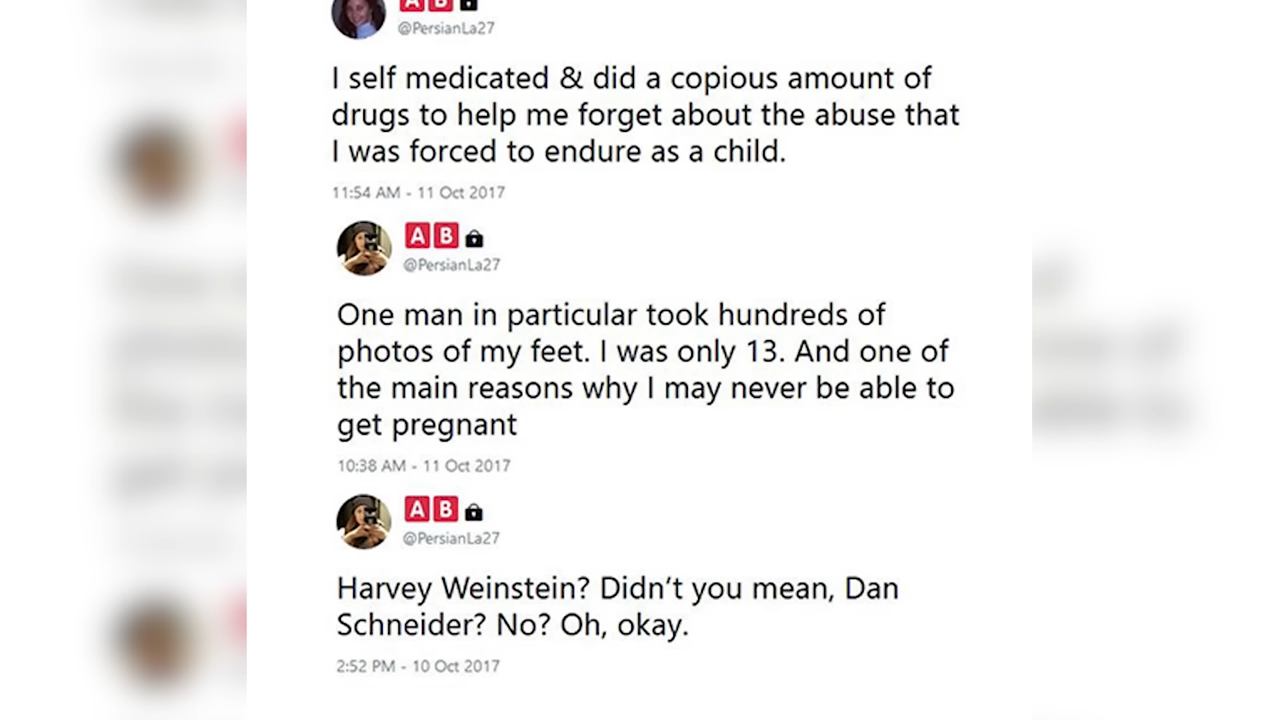 AB
@PersianLa27
I self medicated & did a copious amount of
drugs to help me forget about the abuse that
I was forced to endure as a child.
11:54 AM - 11 Oct 2017
AB
@PersianLa27
One man in particular took hundreds of
photos of my feet. I was only 13. And one of
the main reasons why I may never be able to
get pregnant
10:38 AM - 11 Oct 2017
AB
@PersianLa27
Harvey Weinstein? Didn’t you mean, Dan
Schneider? No? Oh, okay.
2:52 PM - 10 Oct 2017